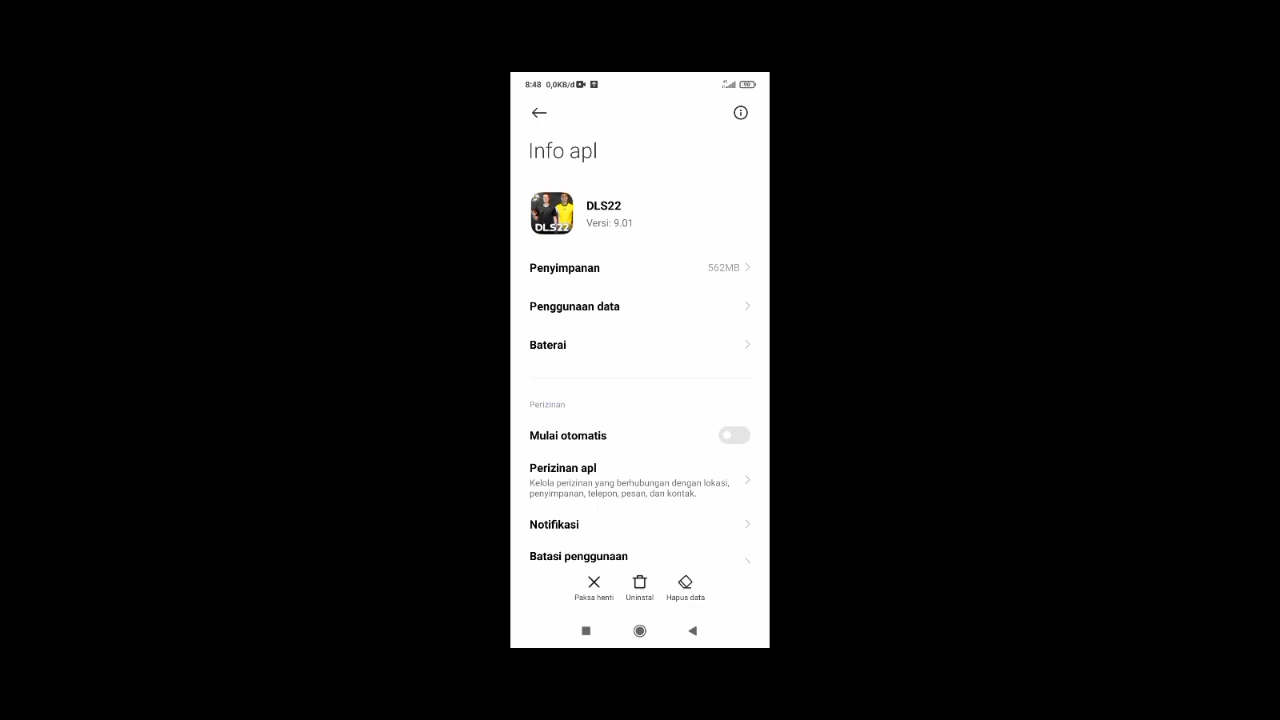 8:48 0,0KB/d
90
Info apl
DLS22
DLS22
Versi: 9.01
Penyimpanan 562MB
Penggunaan data
Baterai
Perizinan
Mulai otomatis
Perizinan apl
Kelola perizinan yang berhubungan dengan lokasi,
penyimpanan, telepon, pesan, dan kontak.
Notifikasi
Batasi penggunaan
Paksa henti Uninstal Hapus data